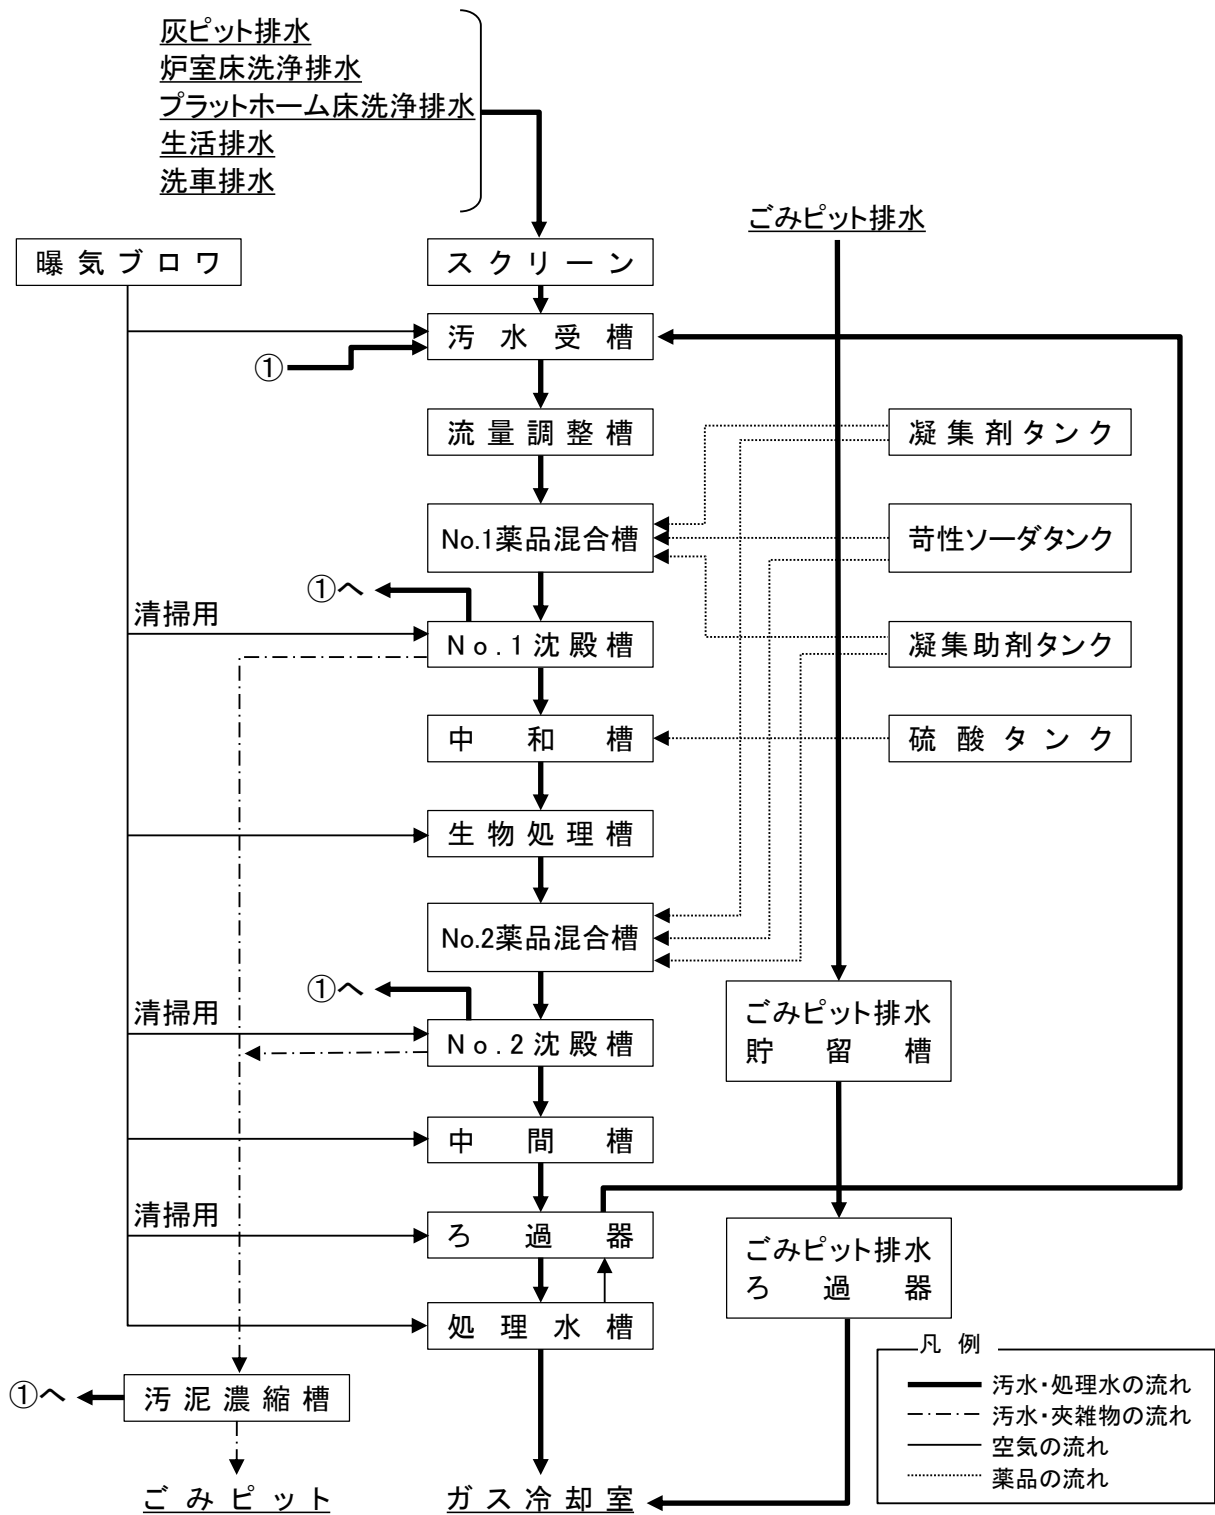 灰ピット排水
炉室床洗浄排水
プラットホーム床洗浄排水
生活排水
洗車排水
ごみピット排水
曝気ブロワ
スクリーン
汚水受槽
①
流量調整槽
凝集剤タンク
No.1薬品混合槽
苛性ソーダタンク
①へ
清掃用
No.1沈殿槽
凝集助剤タンク
中和槽
硫酸タンク
生物処理槽
No.2薬品混合槽
①へ
清掃用
No.2沈殿槽
ごみピット排水
貯留槽
中間槽
清掃用
ろ過器
ごみピット排水
ろ過器
処理水槽
凡例
汚水・処理水の流れ
汚水・夾雑物の流れ
空気の流れ
薬品の流れ
①へ
汚泥濃縮槽
ごみピット
ガス冷却室